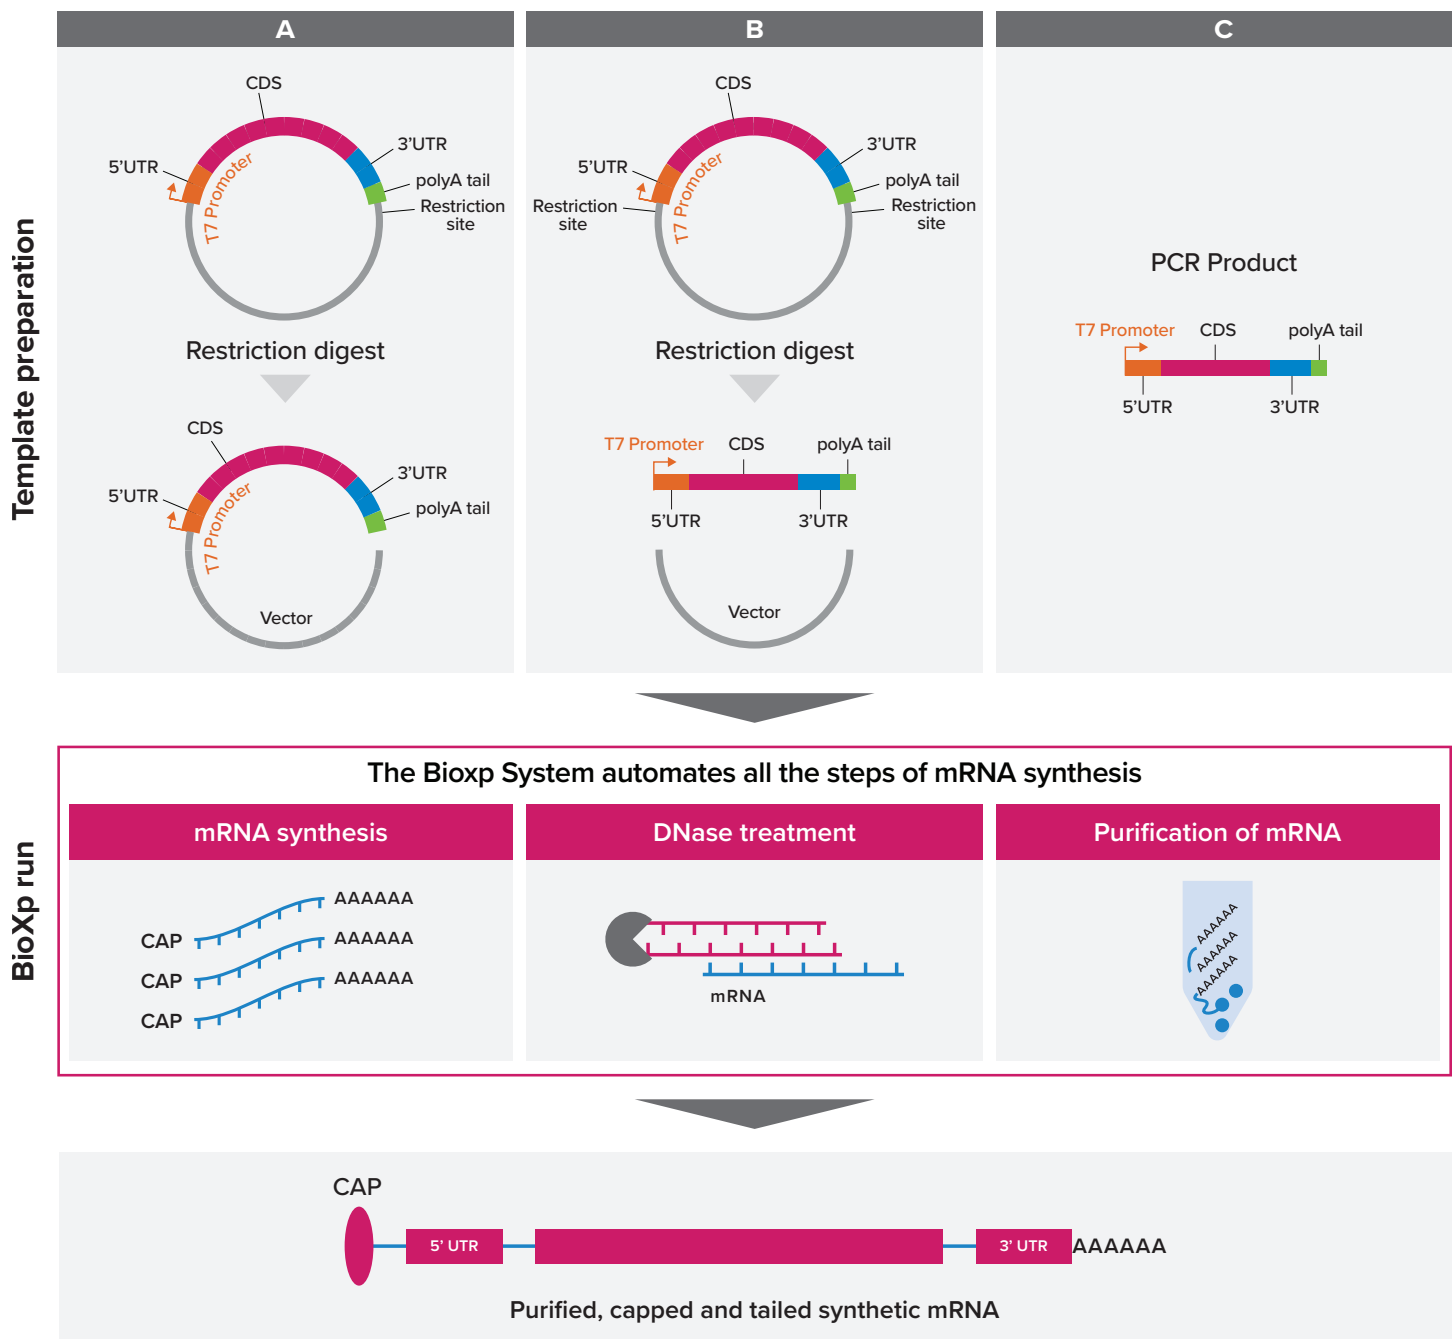 A
B
C
Template preparation
CDS
5'UTR
T7 Promoter
3'UTR
polyA tail
Restriction
site
Restriction digest
CDS
5'UTR
T7 Promoter
3'UTR
polyA tail
Vector
CDS
5'UTR
T7 Promoter
3'UTR
polyA tail
Restriction
site
Restriction
site
Restriction digest
T7 Promoter
CDS
polyA tail
5'UTR
3'UTR
Vector
PCR Product
T7 Promoter
CDS
polyA tail
5'UTR
3'UTR
BioXp run
The Bioxp System automates all the steps of mRNA synthesis
mRNA synthesis
CAP
AAAAAA
CAP
AAAAAA
CAP
AAAAAA
DNase treatment
mRNA
Purification of mRNA
AAAAAA
AAAAAA
AAAAAA
CAP
5' UTR
3' UTR
AAAAAA
Purified, capped and tailed synthetic mRNA